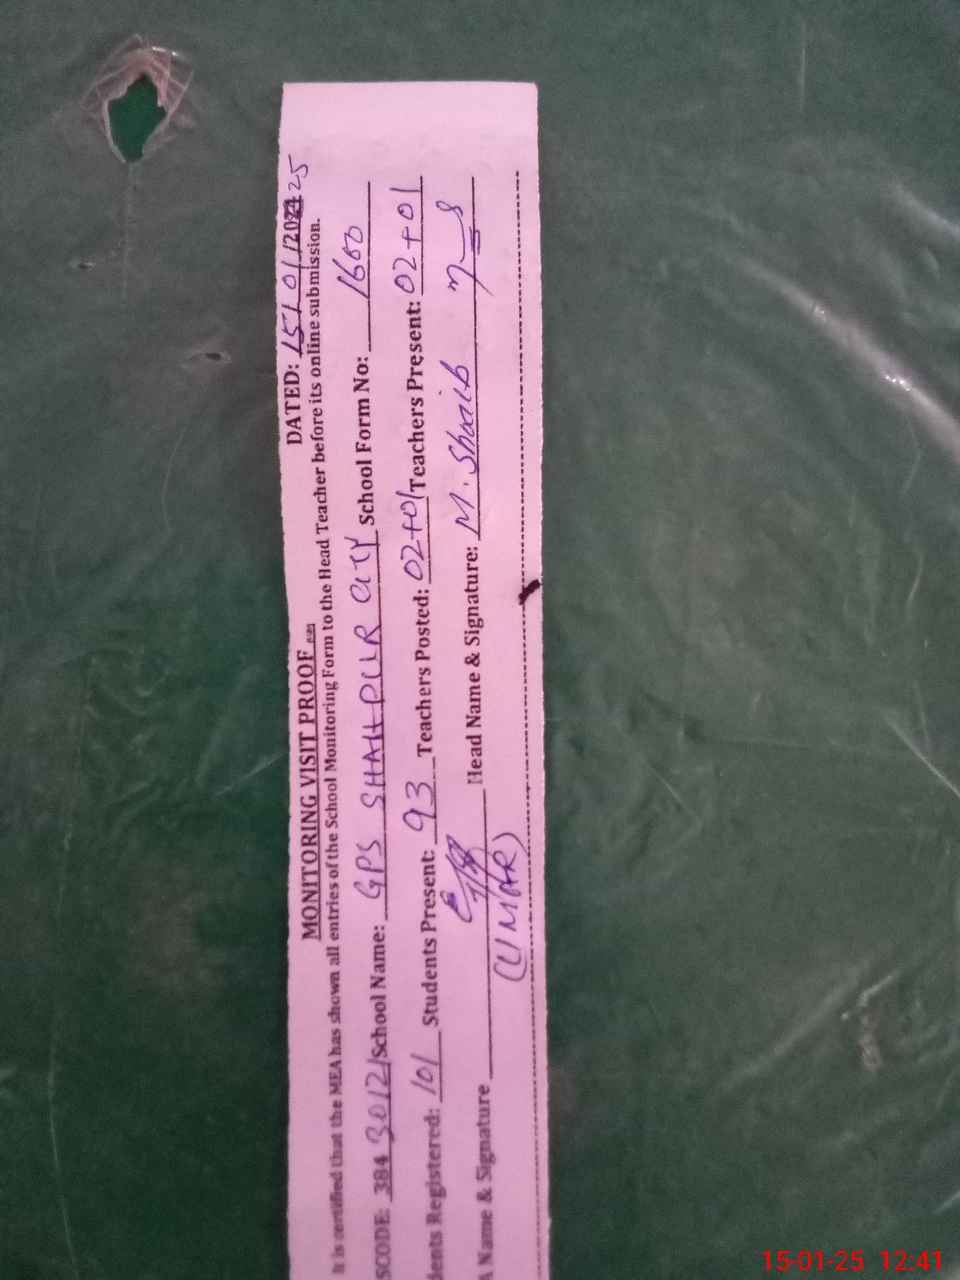 MONITORING VISIT PROOF DATED: 15/01/2025
It is certified that the MEA has shown all entries of the School Monitoring Form to the Head Teacher before its online submission.
SCODE: 384 30121 School Name: GPS SHAHPUR CITY School Form No: 1680
dents Registered: 101 Students Present: 93 Teachers Posted: 02+01 Teachers Present: 02+01
A Name & Signature Head Name & Signature: M. Shoaib
(UMAR)
15-01-25 12:41